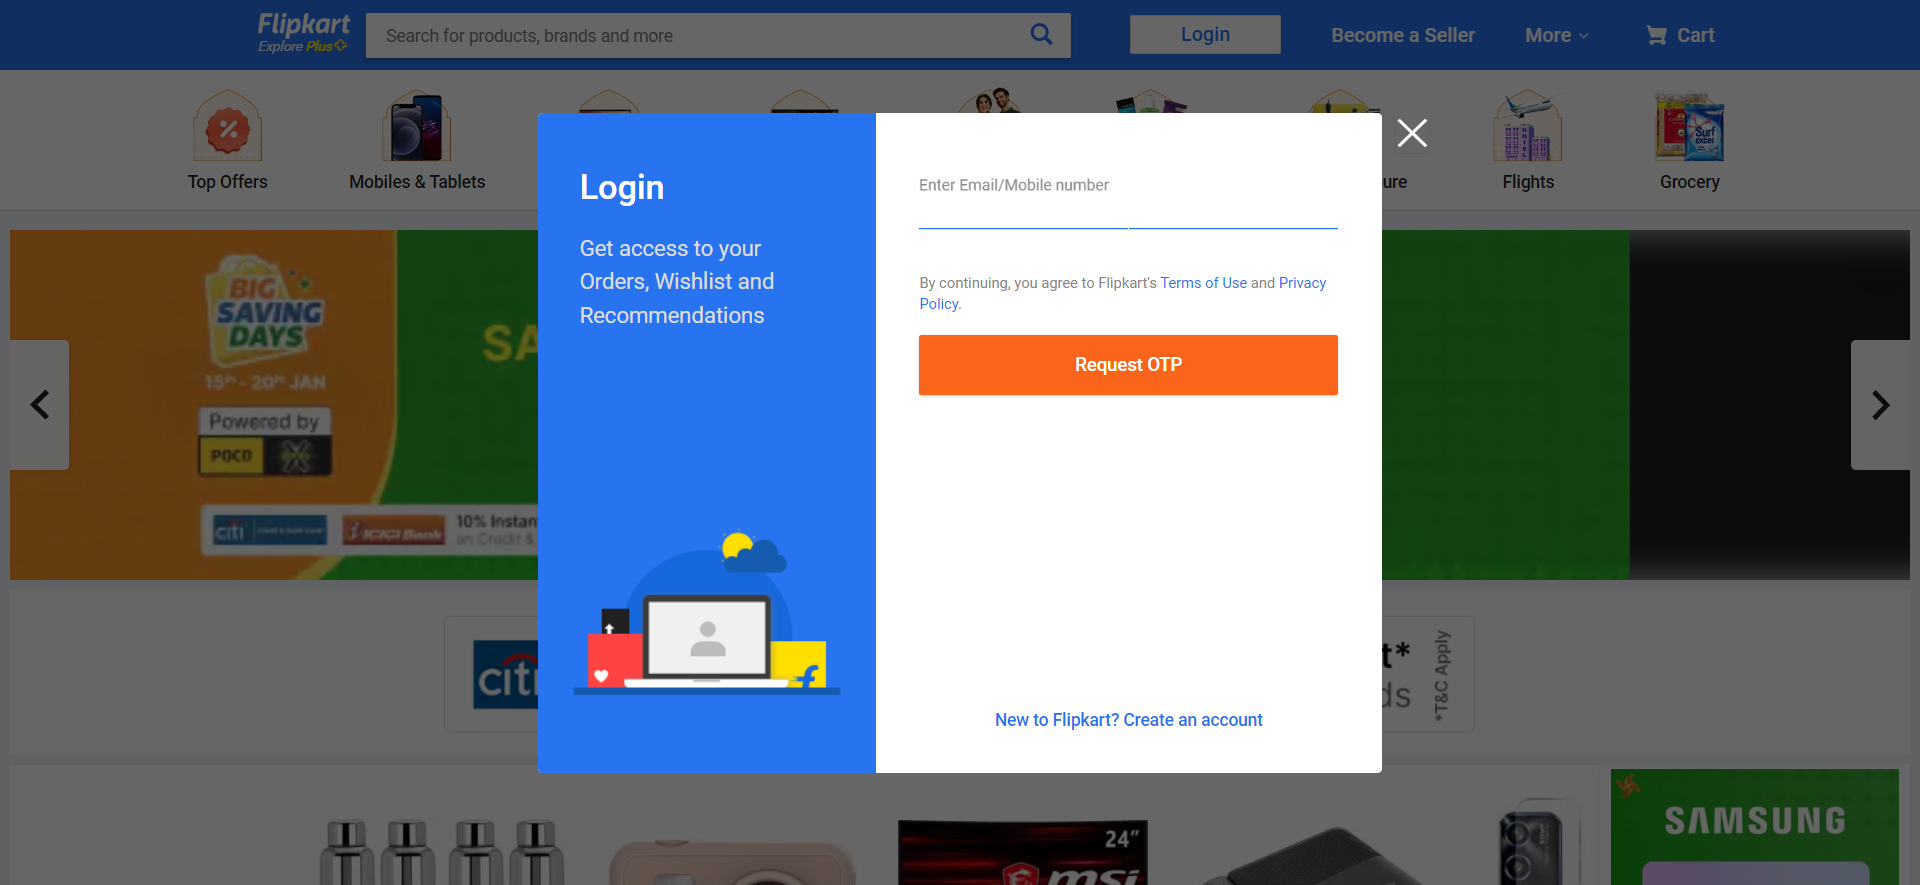 Flipkart
Explore Plus
Search for products, brands and more
Login
Become a Seller
More
Cart
Top Offers
Mobiles & Tablets
ure
Flights
Grocery
Surf excel
HOTEL
Login
Get access to your
Orders, Wishlist and
Recommendations
Enter Email/Mobile number
By continuing, you agree to Flipkart's Terms of Use and Privacy
Policy.
Request OTP
New to Flipkart? Create an account
BIG
SAVING
DAYS
15th - 20th JAN
Powered by
POCO
SA
citi
ICICI Bank
10% Instan
on Credit &
citi
t*
ds
*T&C Apply
24”
msi
SAMSUNG